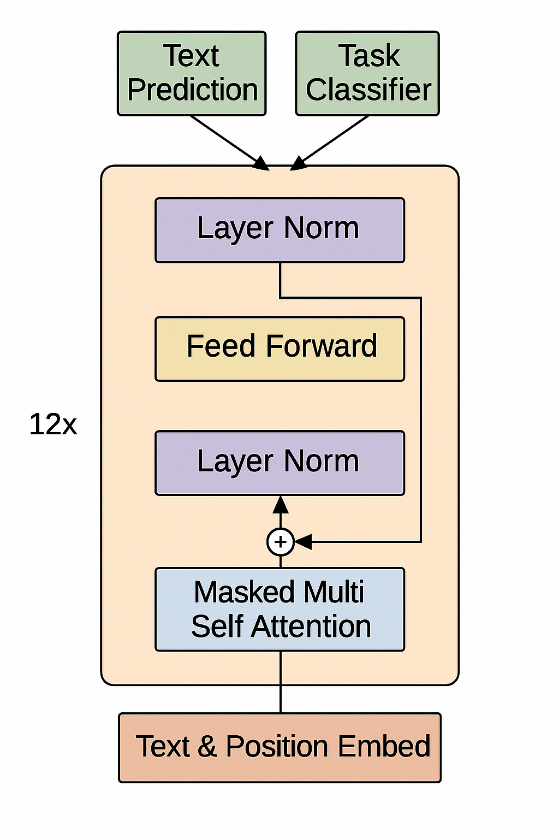 Text
Prediction
Task
Classifier
Layer Norm
Feed Forward
12x
Layer Norm
+
Masked Multi
Self Attention
Text & Position Embed